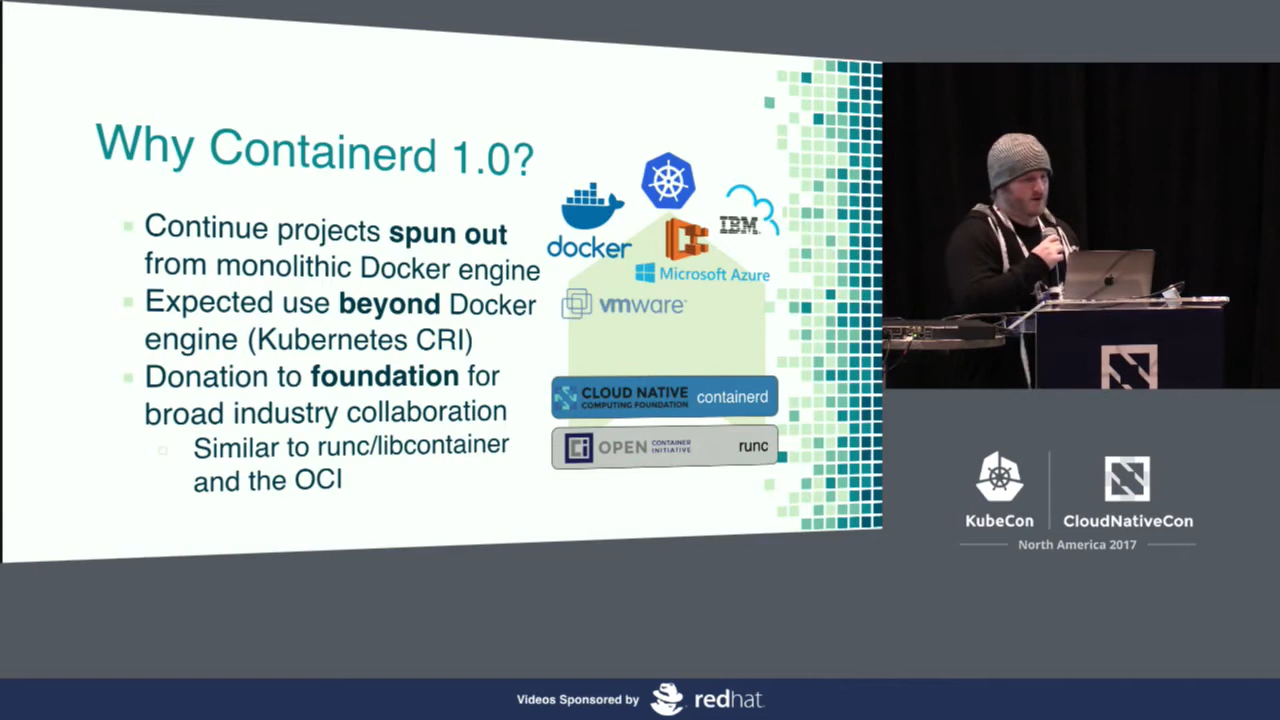 Why Containerd 1.0?
Continue projects spun out
from monolithic Docker engine
Expected use beyond Docker
engine (Kubernetes CRI)
Donation to foundation for
broad industry collaboration
Similar to runc/libcontainer
and the OCI
docker
IBM
Microsoft Azure
vmware
CLOUD NATIVE
COMPUTING FOUNDATION
containerd
OPEN
CONTAINER
INITIATIVE
runc
KubeCon
CloudNativeCon
North America 2017
Videos Sponsored by
redhat